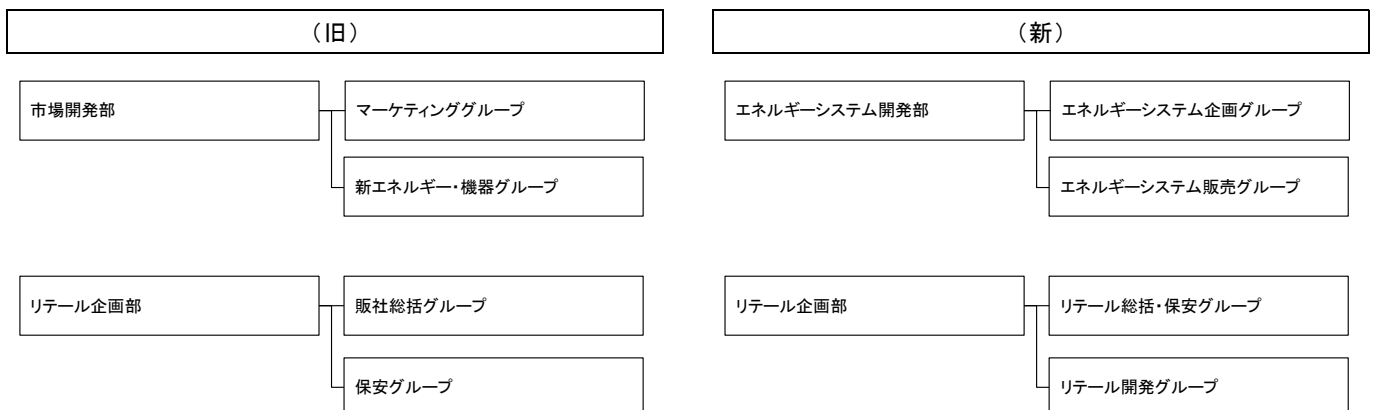 （旧）
市場開発部
マーケティンググループ
新エネルギー・機器グループ
リテール企画部
販社総括グループ
保安グループ
（新）
エネルギーシステム開発部
エネルギーシステム企画グループ
エネルギーシステム販売グループ
リテール企画部
リテール総括・保安グループ
リテール開発グループ